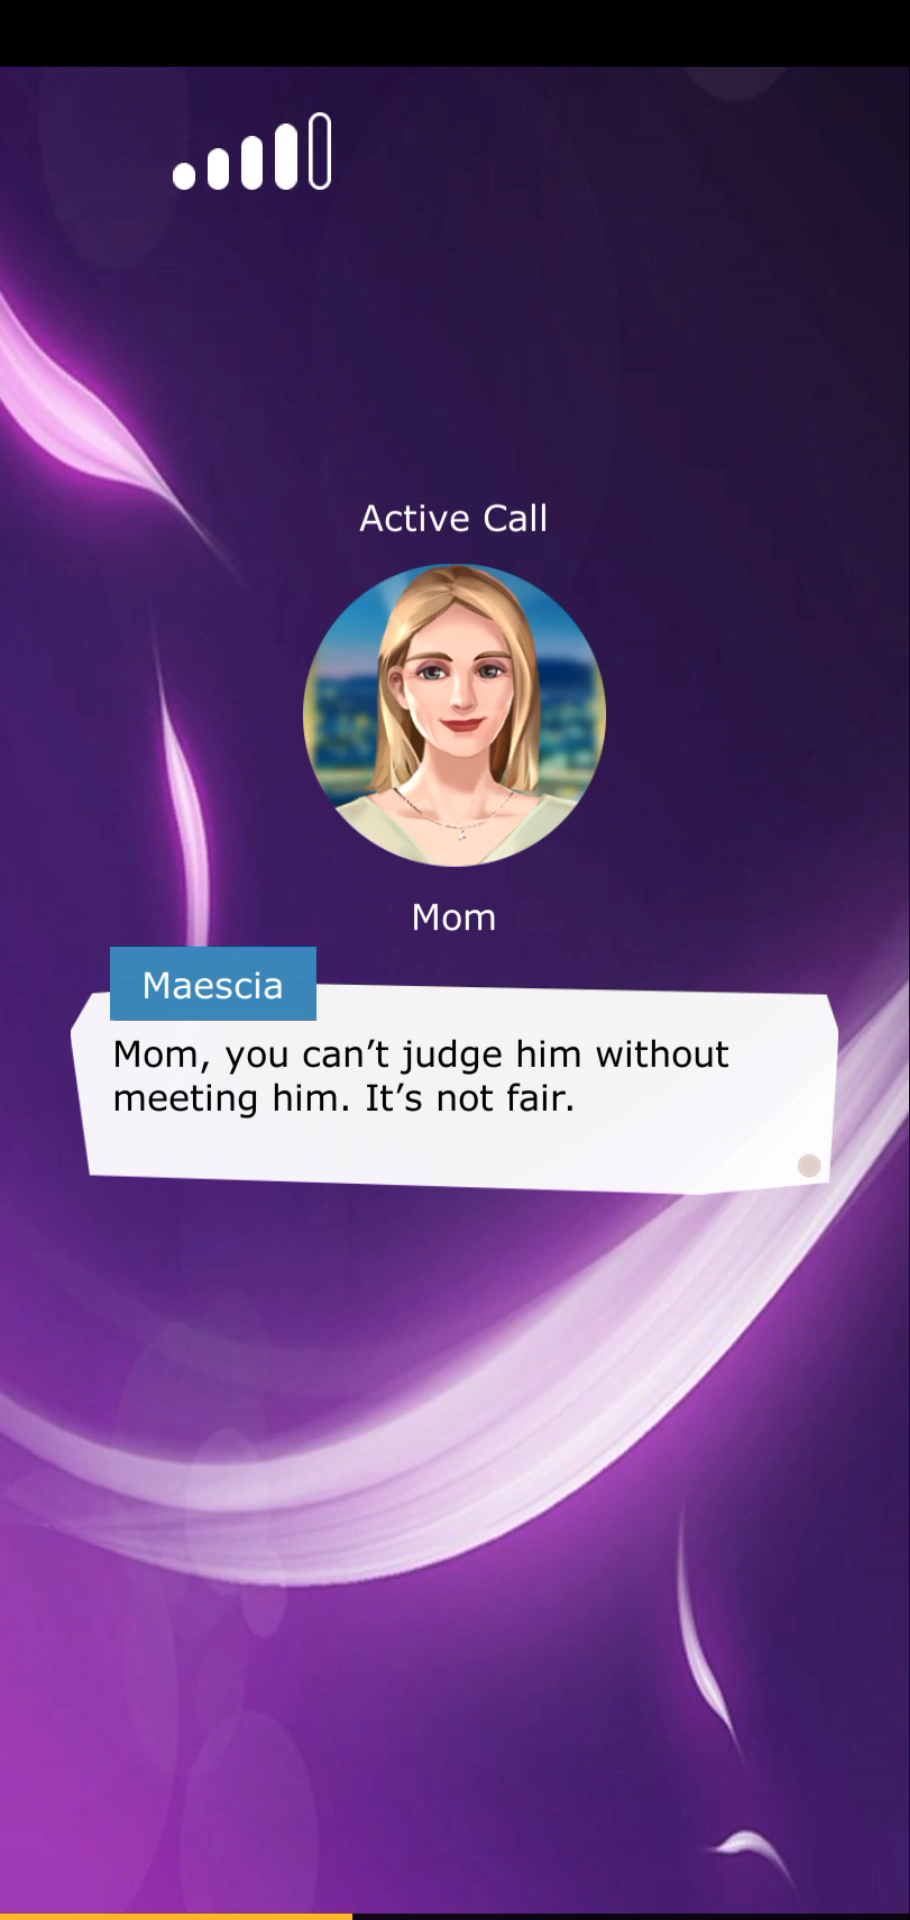 Active Call
Mom
Maescia
Mom, you can’t judge him without
meeting him. It’s not fair.